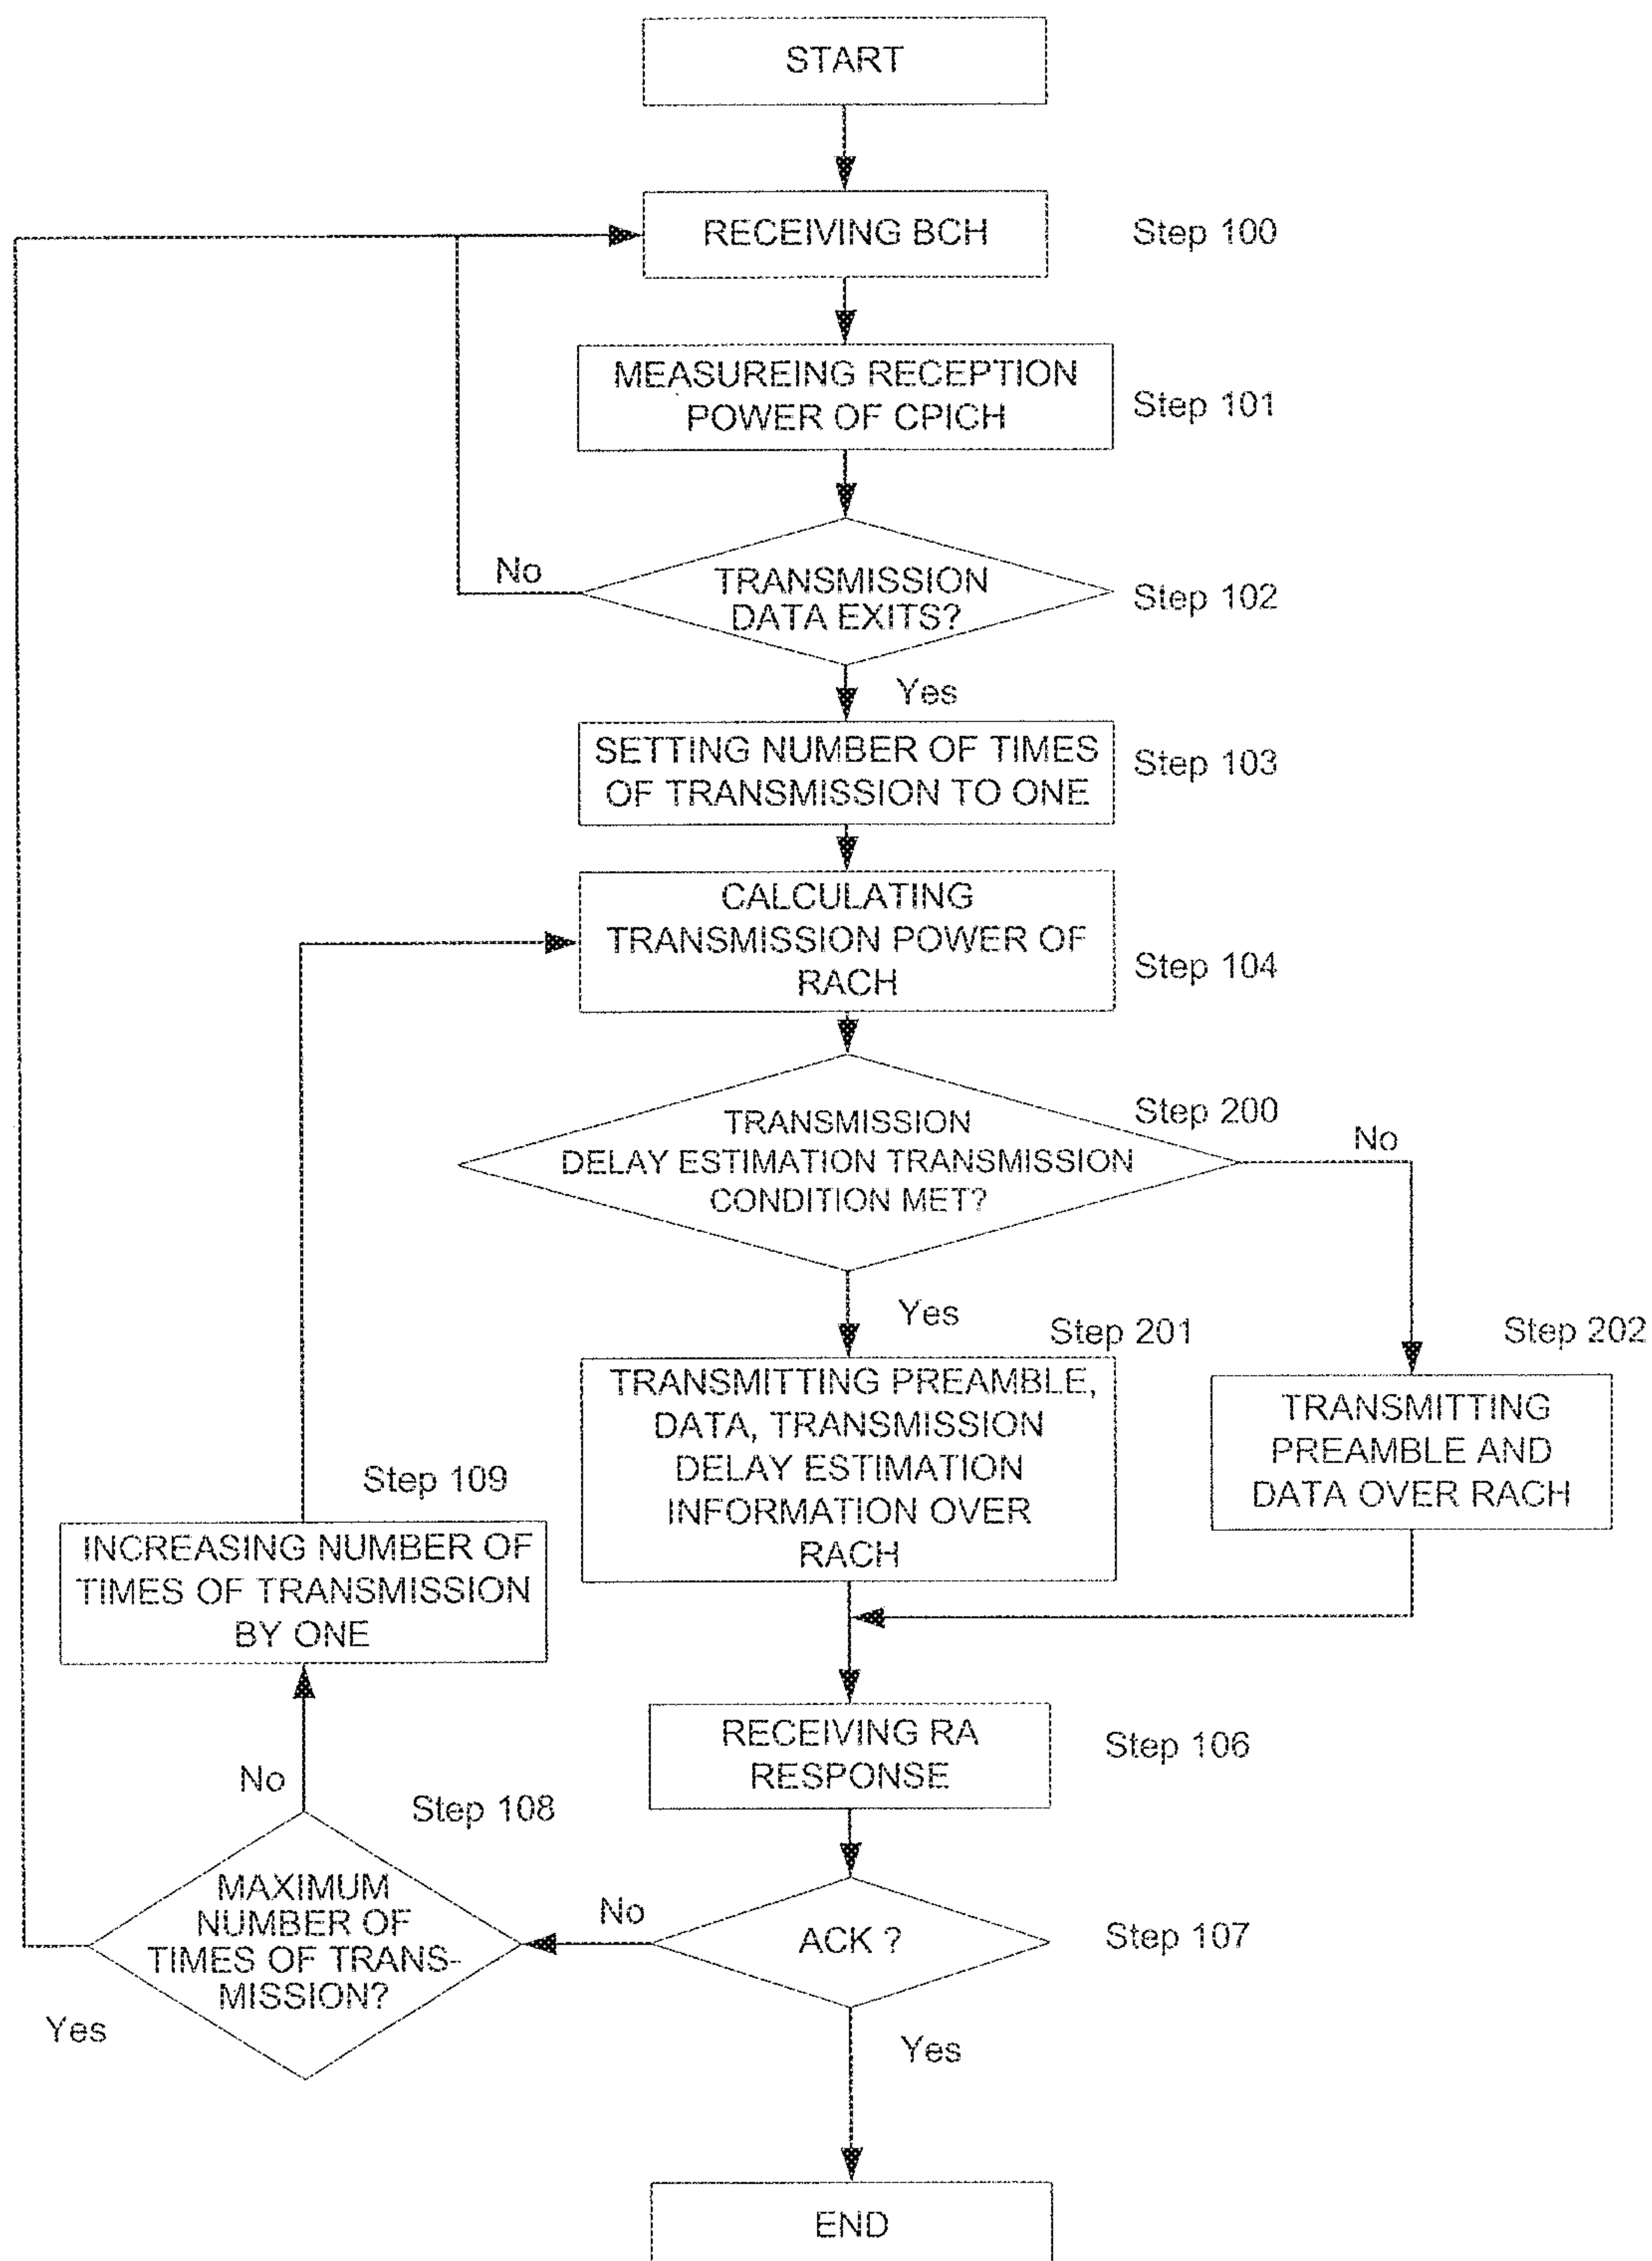 START
RECEIVING BCH
Step 100
MEASUREING RECEPTION
POWER OF CPICH
Step 101
No
TRANSMISSION
DATA EXITS?
Step 102
Yes
SETTING NUMBER OF TIMES
OF TRANSMISSION TO ONE
Step 103
CALCULATING
TRANSMISSION POWER OF
RACH
Step 104
TRANSMISSION
DELAY ESTIMATION TRANSMISSION
CONDITION MET?
Step 200
No
Yes
Step 201
TRANSMITTING PREAMBLE,
DATA, TRANSMISSION
DELAY ESTIMATION
INFORMATION OVER
RACH
Step 202
TRANSMITTING
PREAMBLE AND
DATA OVER RACH
Step 109
INCREASING NUMBER OF
TIMES OF TRANSMISSION
BY ONE
RECEIVING RA
RESPONSE
Step 106
No
Step 108
MAXIMUM
NUMBER OF
TIMES OF TRANS-
MISSION?
Yes
No
ACK ?
Step 107
Yes
END